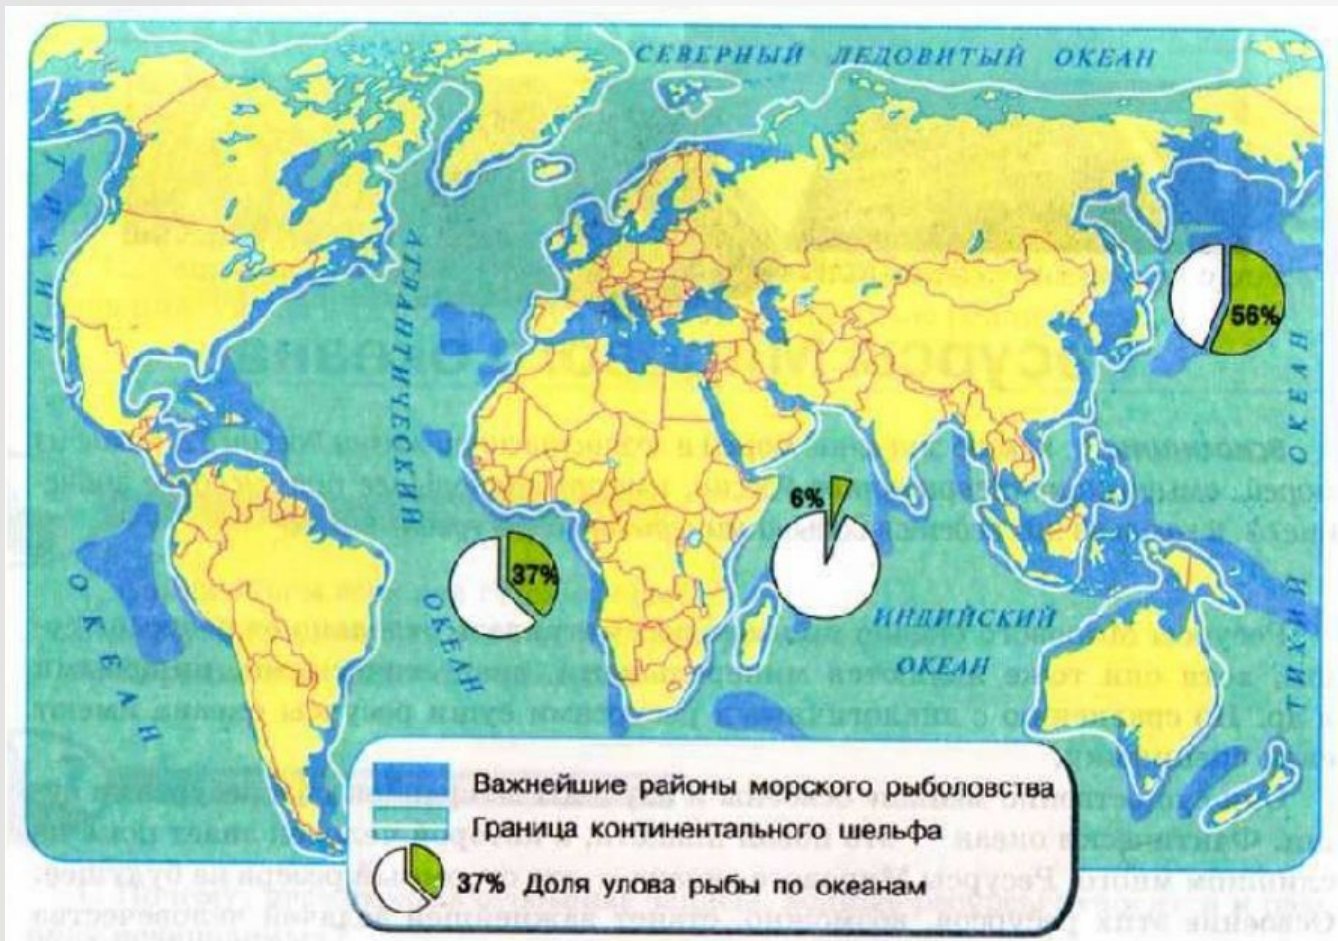 СЕВЕРНЫЙ ЛЕДОВИТЫЙ ОКЕАН
ТИХИЙ
ОКЕАН
АТЛАНТИЧЕСКИЙ
ОКЕАН
37%
6%
56%
ИНДИЙСКИЙ
ОКЕАН
ТИХИЙ ОКЕАН
Важнейшие районы морского рыболовства
Граница континентального шельфа
37% Доля улова рыбы по океанам